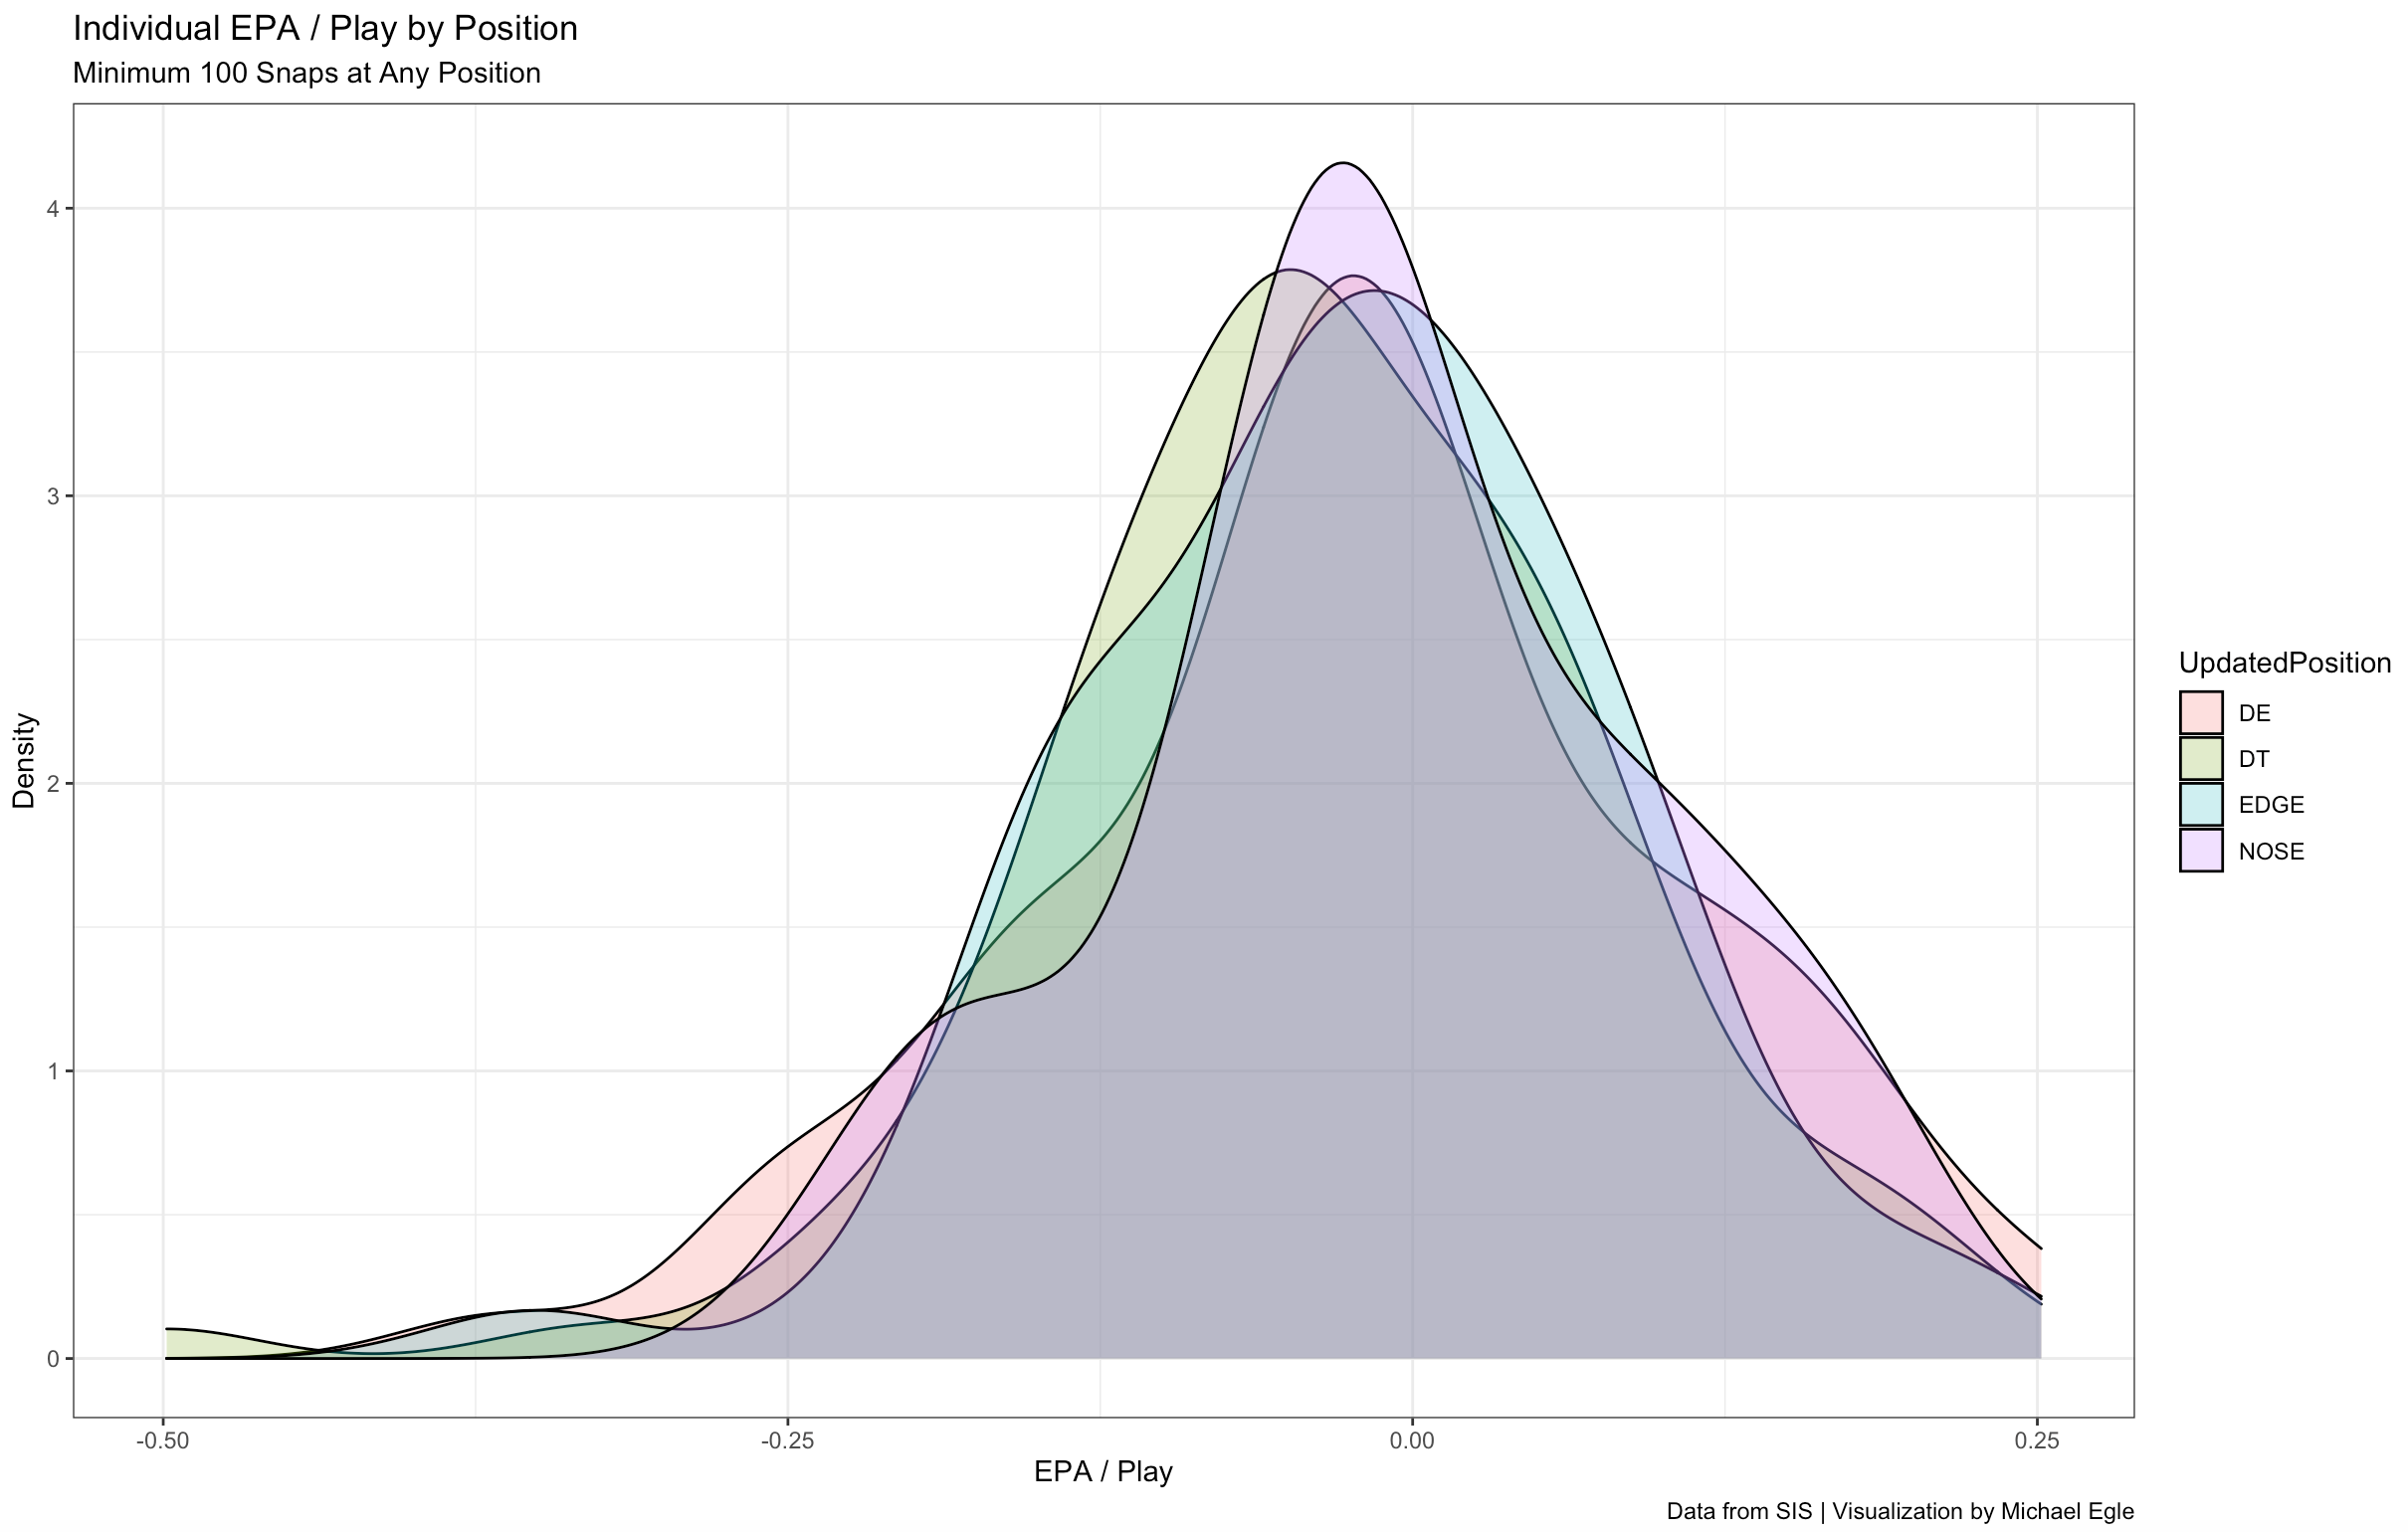 Individual EPA / Play by Position
Minimum 100 Snaps at Any Position
4
3
2
1
0
Density
-0.50
-0.25
0.00
0.25
EPA / Play
UpdatedPosition
DE
DT
EDGE
NOSE
Data from SIS | Visualization by Michael Egle